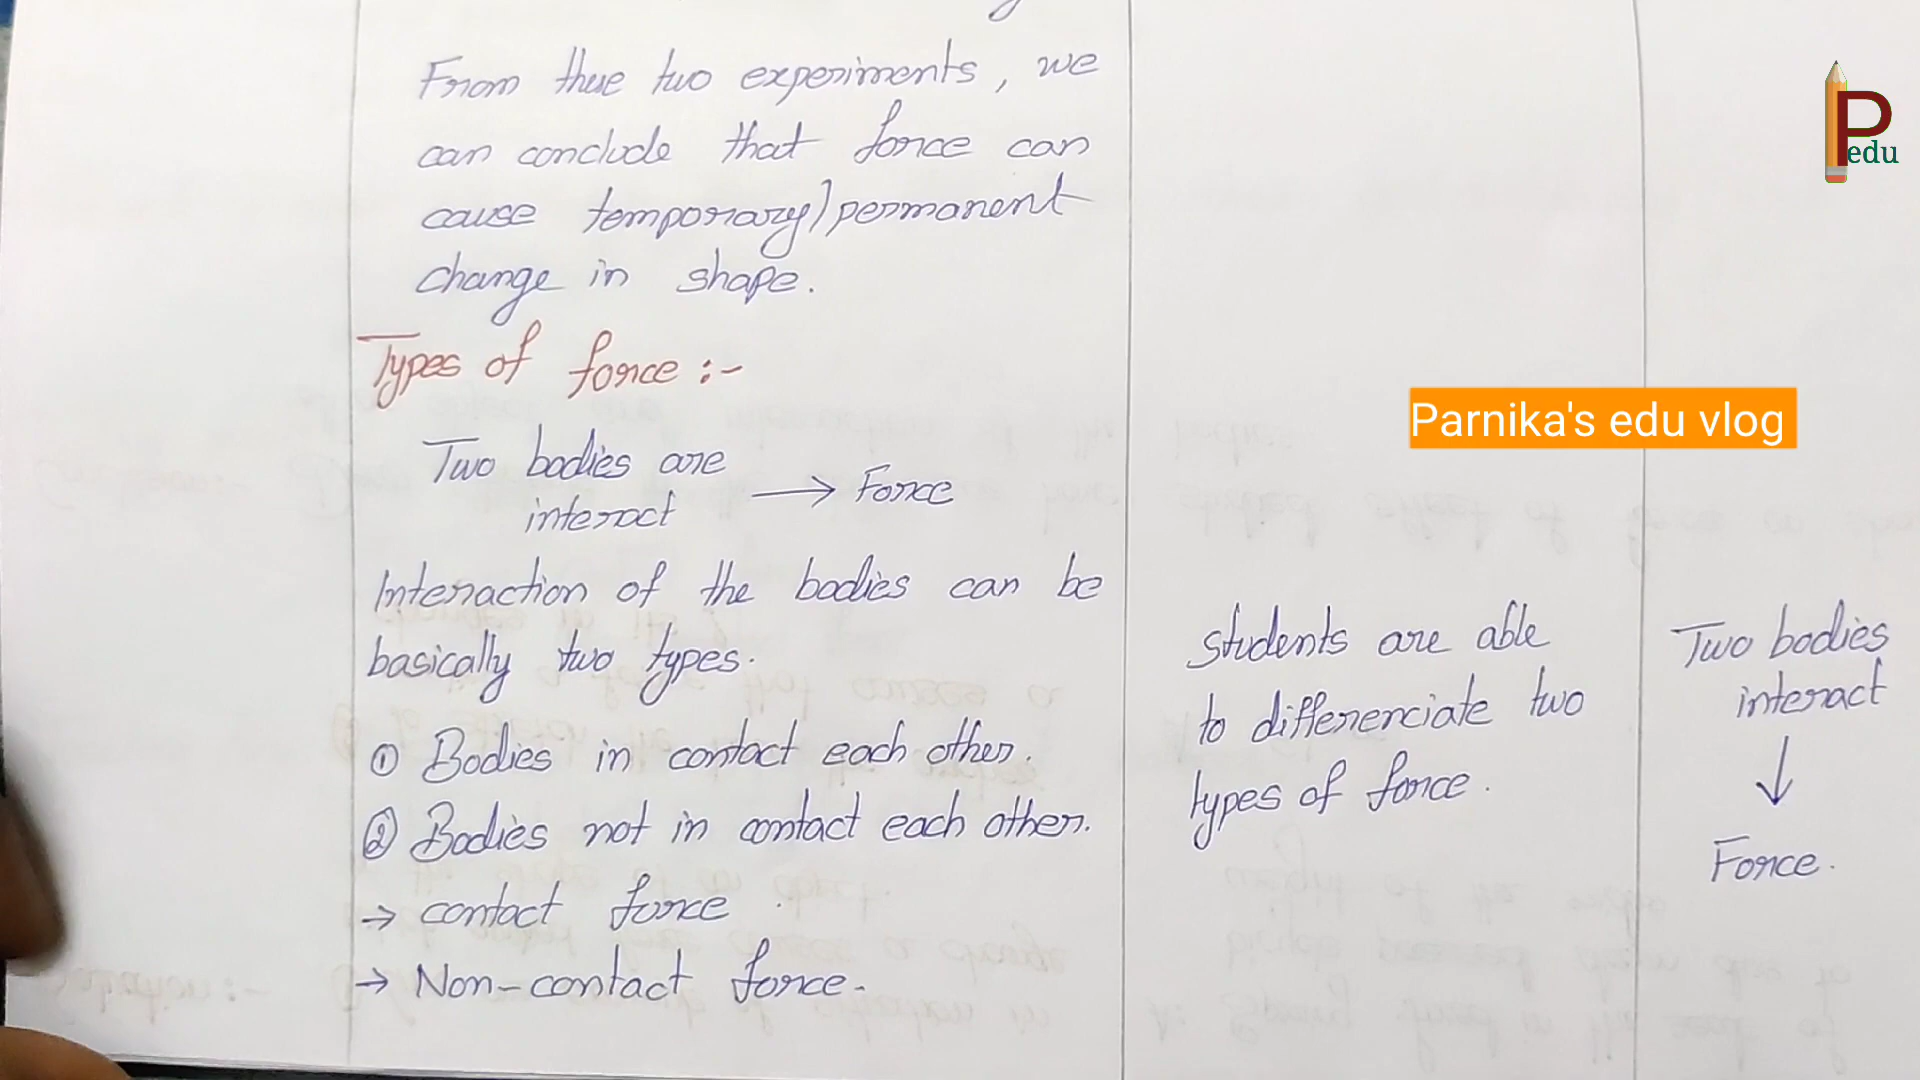 From these two experiments, we
can conclude that force can
cause temporary/permanent
change in shape.
Types of force :-
Two bodies are
interact → Force
Interaction of the bodies can be
basically two types.
① Bodies in contact each other.
② Bodies not in contact each other.
→ contact force
→ Non-contact force.
students are able
to differenciate two
types of force.
Two bodies
interact
↓
Force.
P
edu
Parnika's edu vlog